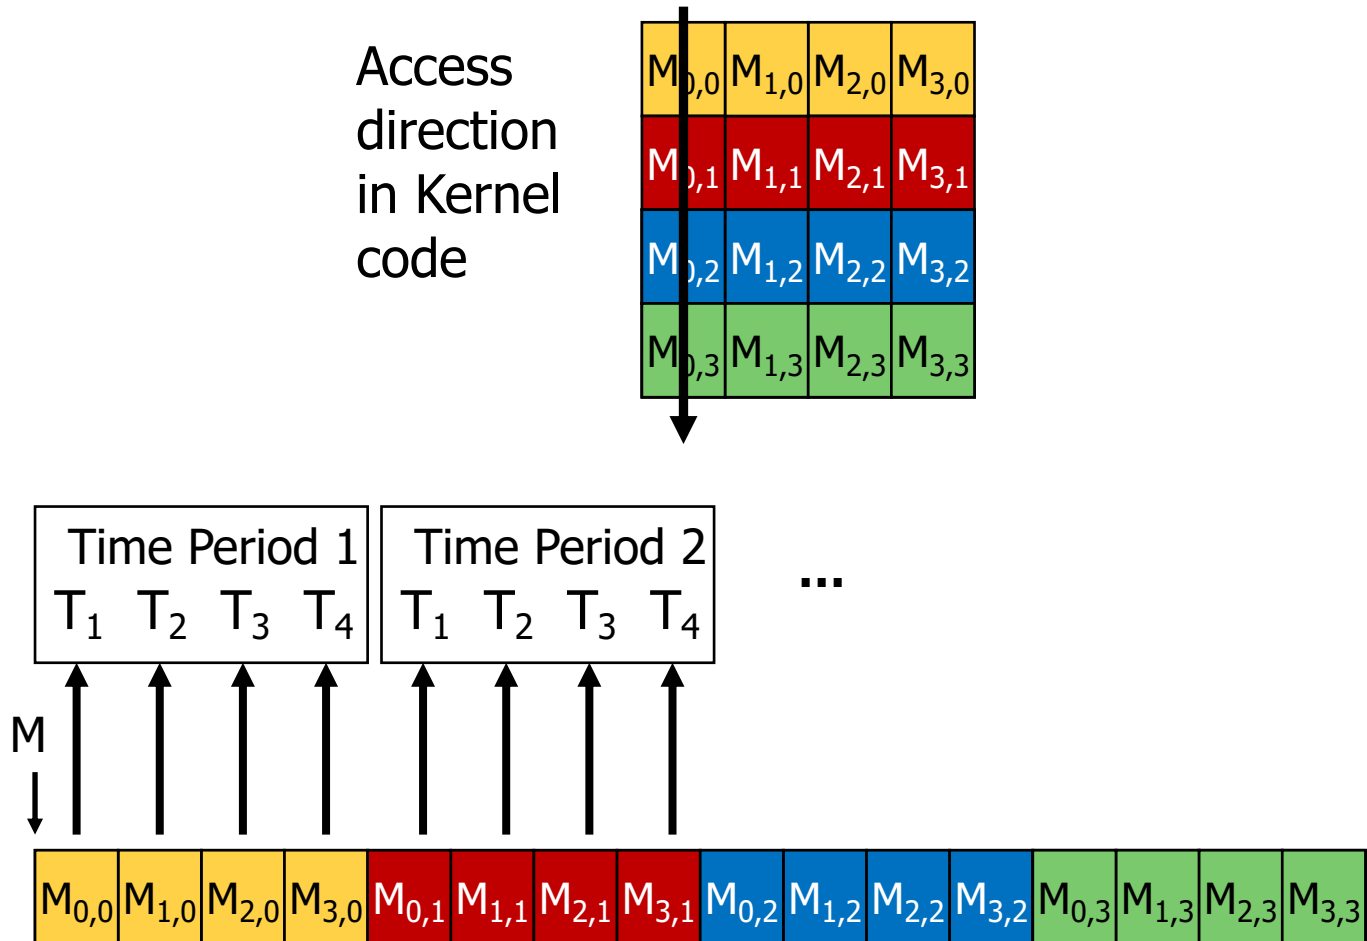 Access
direction
in Kernel
code
M0,0 M1,0 M2,0 M3,0
M0,1 M1,1 M2,1 M3,1
M0,2 M1,2 M2,2 M3,2
M0,3 M1,3 M2,3 M3,3
Time Period 1
T1 T2 T3 T4
Time Period 2
T1 T2 T3 T4
...
M
M0,0 M1,0 M2,0 M3,0 M0,1 M1,1 M2,1 M3,1 M0,2 M1,2 M2,2 M3,2 M0,3 M1,3 M2,3 M3,3